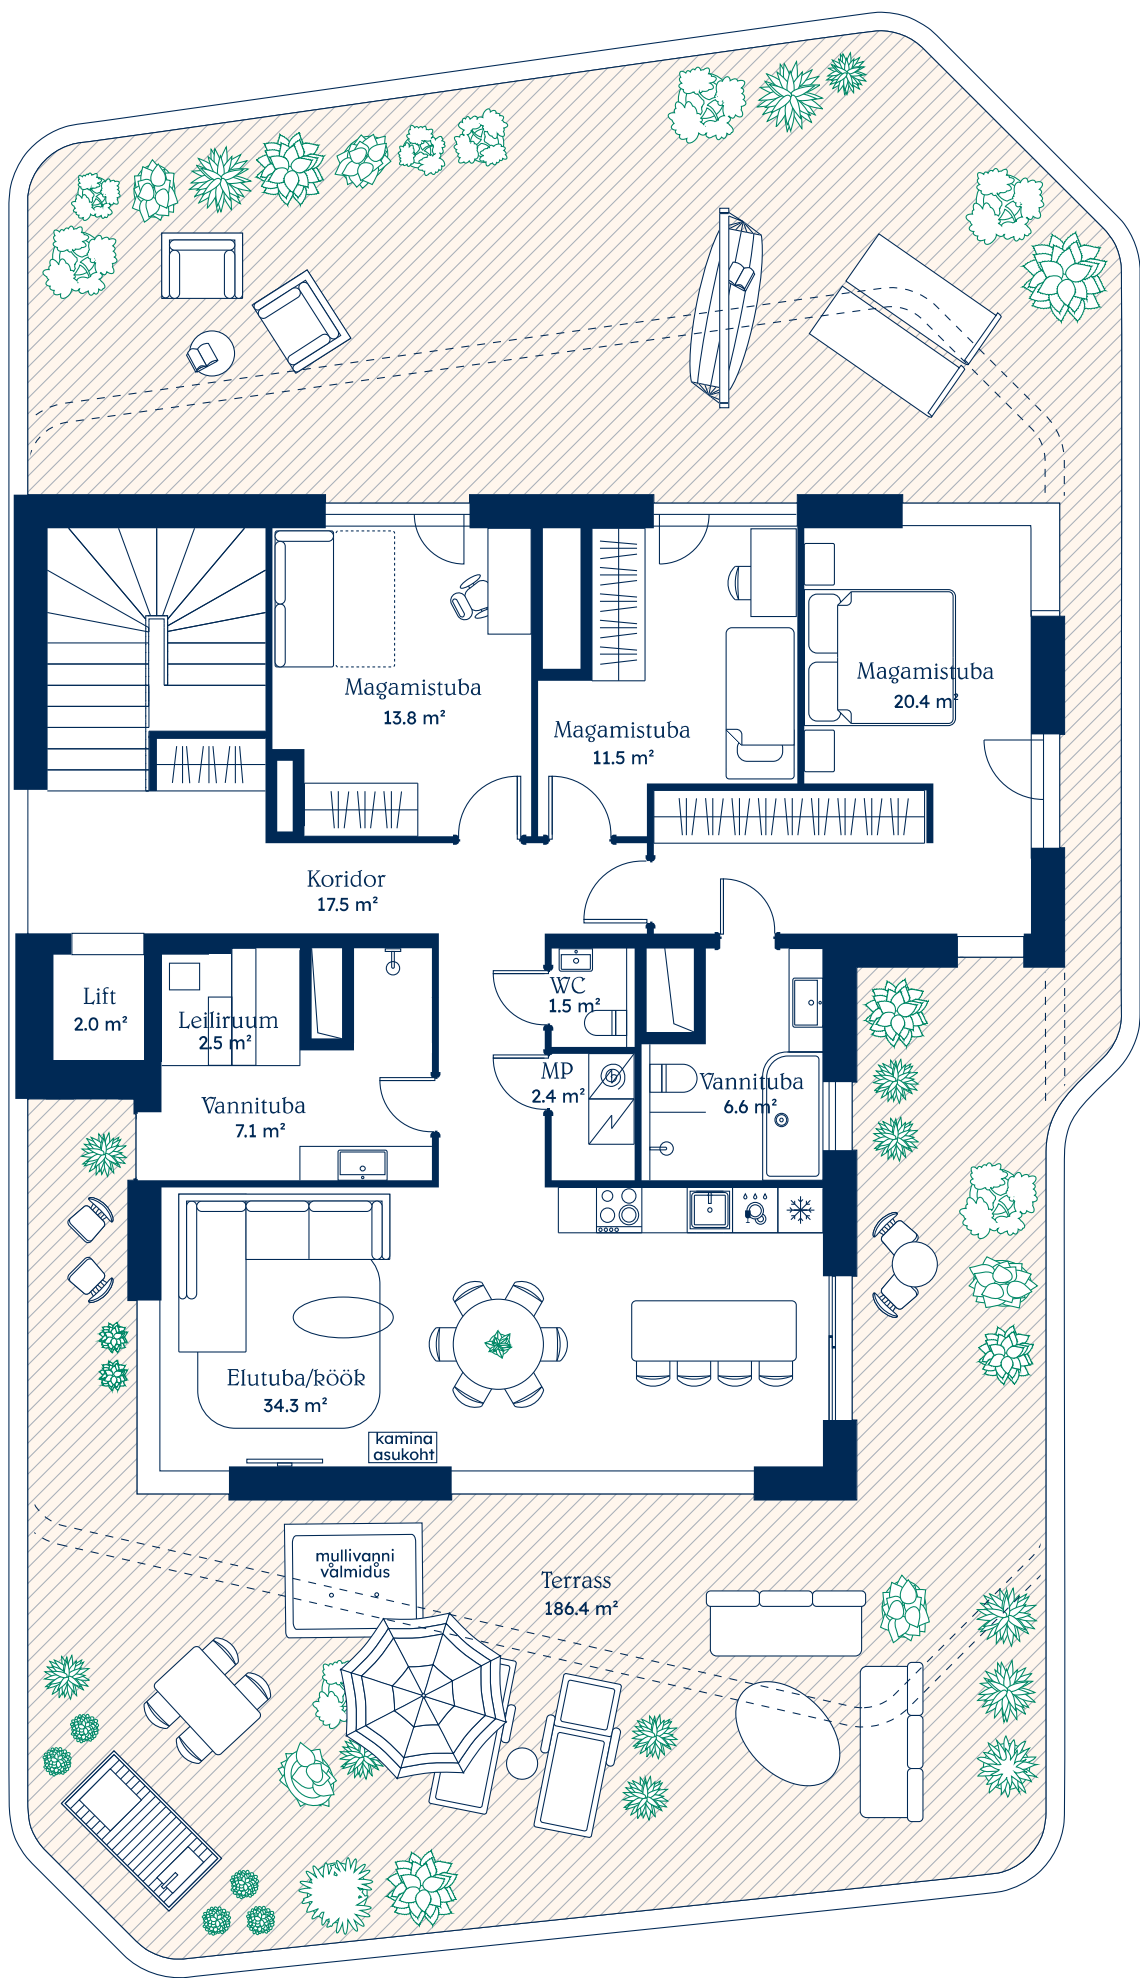 Magamistuba
13.8 m²
Magamistuba
11.5 m²
Magamistuba
20.4 m²
Koridor
17.5 m²
Lift
2.0 m²
Leiliruum
2.5 m²
WC
1.5 m²
MP
2.4 m²
Vannituba
6.6 m²
Vannituba
7.1 m²
Elutuba/köök
34.3 m²
kamina
asukoht
mullivanni
valmidus
Terrass
186.4 m²